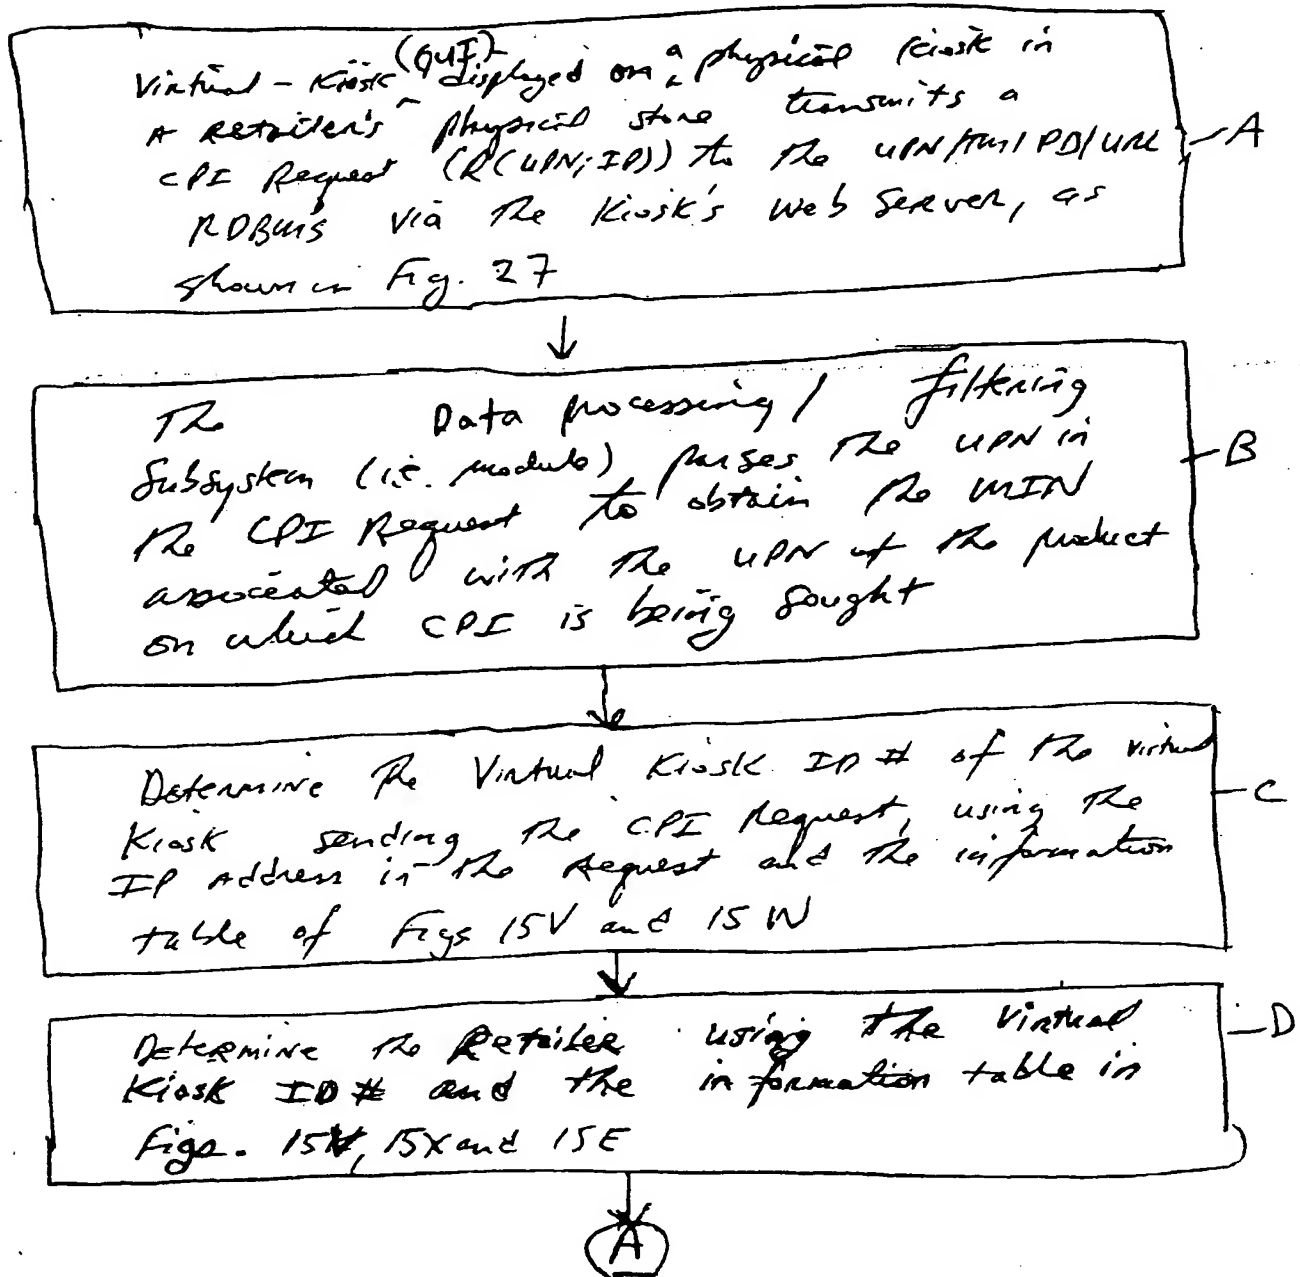 Virtual-Kiosk (GUI) displayed on a physical kiosk in
A Retailer's physical store transmits a
CPI Request (R(UPN; IP)) to the UPN/TM/PD/URL
RDBMS via the Kiosk's Web Server, as
shown in Fig. 27
A
The Data processing / filtering
Subsystem (i.e. module) parses the UPN in
the CPI Request to obtain the MIN
associated with the UPN of the product
on which CPI is being sought
B
Determine the Virtual Kiosk ID # of the virtual
Kiosk sending the CPI Request, using the
IP Address in the Request and the information
table of Figs 15V and 15W
C
Determine the Retailer using the Virtual
Kiosk ID # and the information table in
Figs. 15X and 15E
D
A